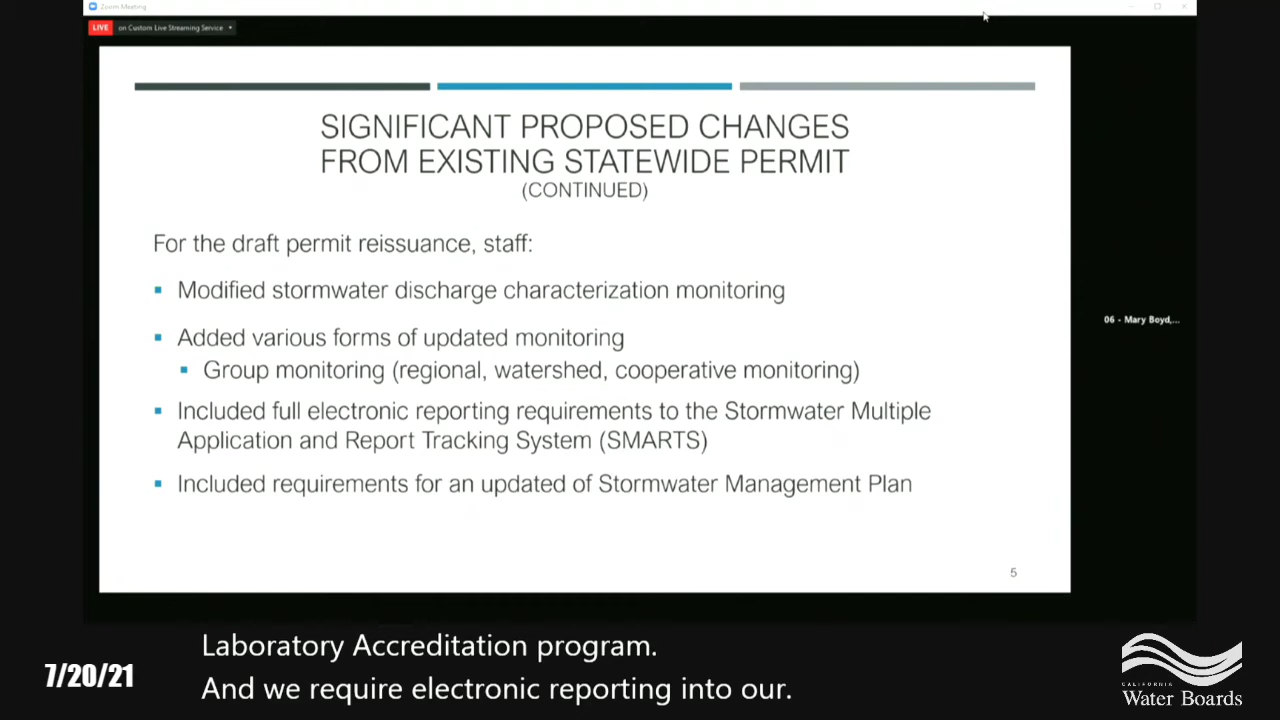 Zoom Meeting
LIVE on Custom Live Streaming Service
SIGNIFICANT PROPOSED CHANGES
FROM EXISTING STATEWIDE PERMIT
(CONTINUED)
For the draft permit reissuance, staff:
Modified stormwater discharge characterization monitoring
Added various forms of updated monitoring
Group monitoring (regional, watershed, cooperative monitoring)
Included full electronic reporting requirements to the Stormwater Multiple
Application and Report Tracking System (SMARTS)
Included requirements for an updated of Stormwater Management Plan
5
06 - Mary Boyd,...
Laboratory Accreditation program.
And we require electronic reporting into our.
7/20/21
CALIFORNIA
Water Boards